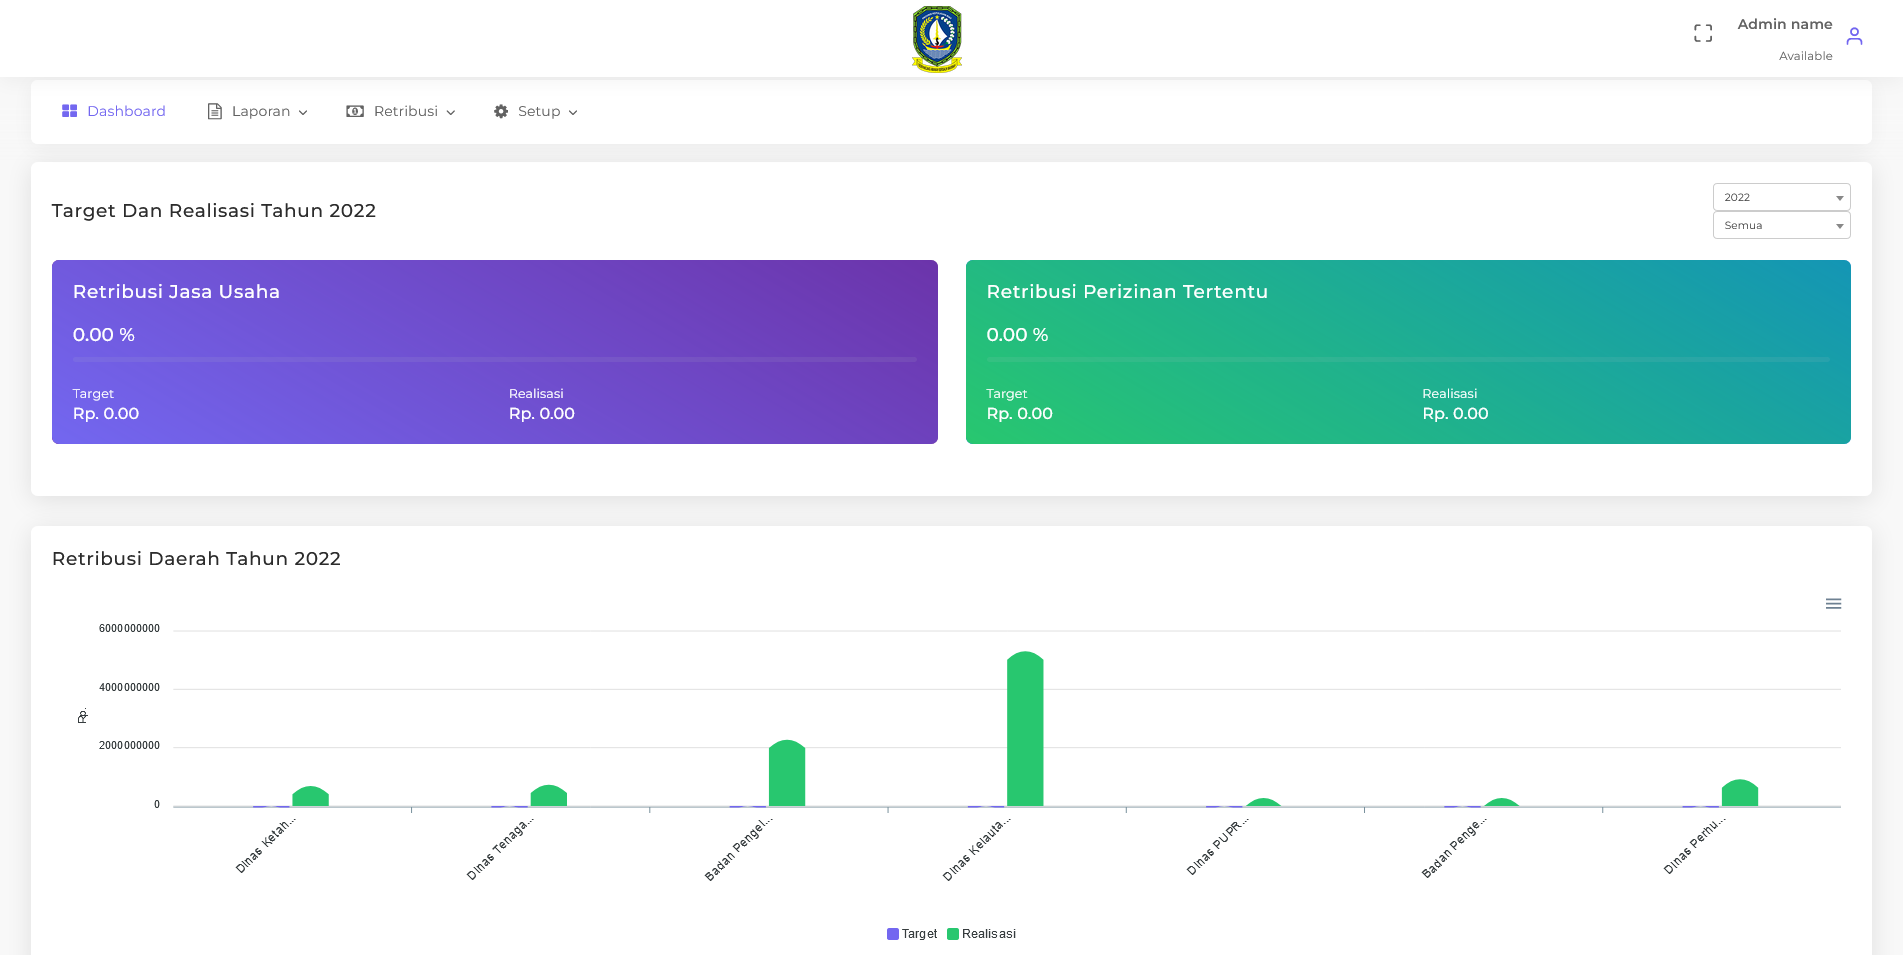 Admin name
Available
Dashboard
Laporan
Retribusi
Setup
Target Dan Realisasi Tahun 2022
2022
Semua
Retribusi Jasa Usaha
0.00 %
Target
Realisasi
Rp. 0.00
Rp. 0.00
Retribusi Perizinan Tertentu
0.00 %
Target
Realisasi
Rp. 0.00
Rp. 0.00
Retribusi Daerah Tahun 2022
6000000000
4000000000
2000000000
0
Rp.
Dinas Ketah...
Dinas Tenaga...
Badan Pengel...
Dinas Kelauta...
Dinas PUPR...
Badan Penge...
Dinas Perhu...
Target
Realisasi